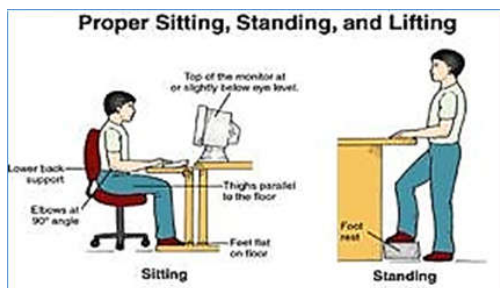 Proper Sitting, Standing, and Lifting
Top of the monitor at
or slightly below eye level.
Lower back
support
Thighs parallel
to the floor
Elbows at
90° angle
Feet flat
on floor
Foot
rest
Sitting
Standing